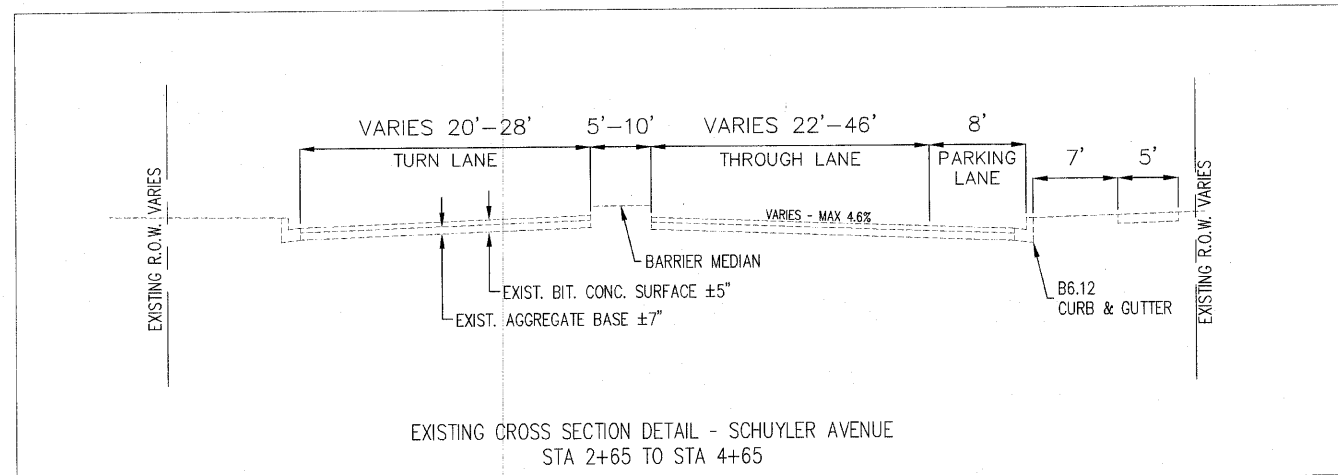 VARIES 20'-28'
5'-10'
VARIES 22'-46'
8'
TURN LANE
THROUGH LANE
PARKING
LANE
7'
5'
EXISTING R.O.W. VARIES
VARIES - MAX 4.6%
EXISTING R.O.W. VARIES
BARRIER MEDIAN
EXIST. BIT. CONC. SURFACE ±5"
EXIST. AGGREGATE BASE ±7"
B6.12
CURB & GUTTER
EXISTING CROSS SECTION DETAIL - SCHUYLER AVENUE
STA 2+65 TO STA 4+65